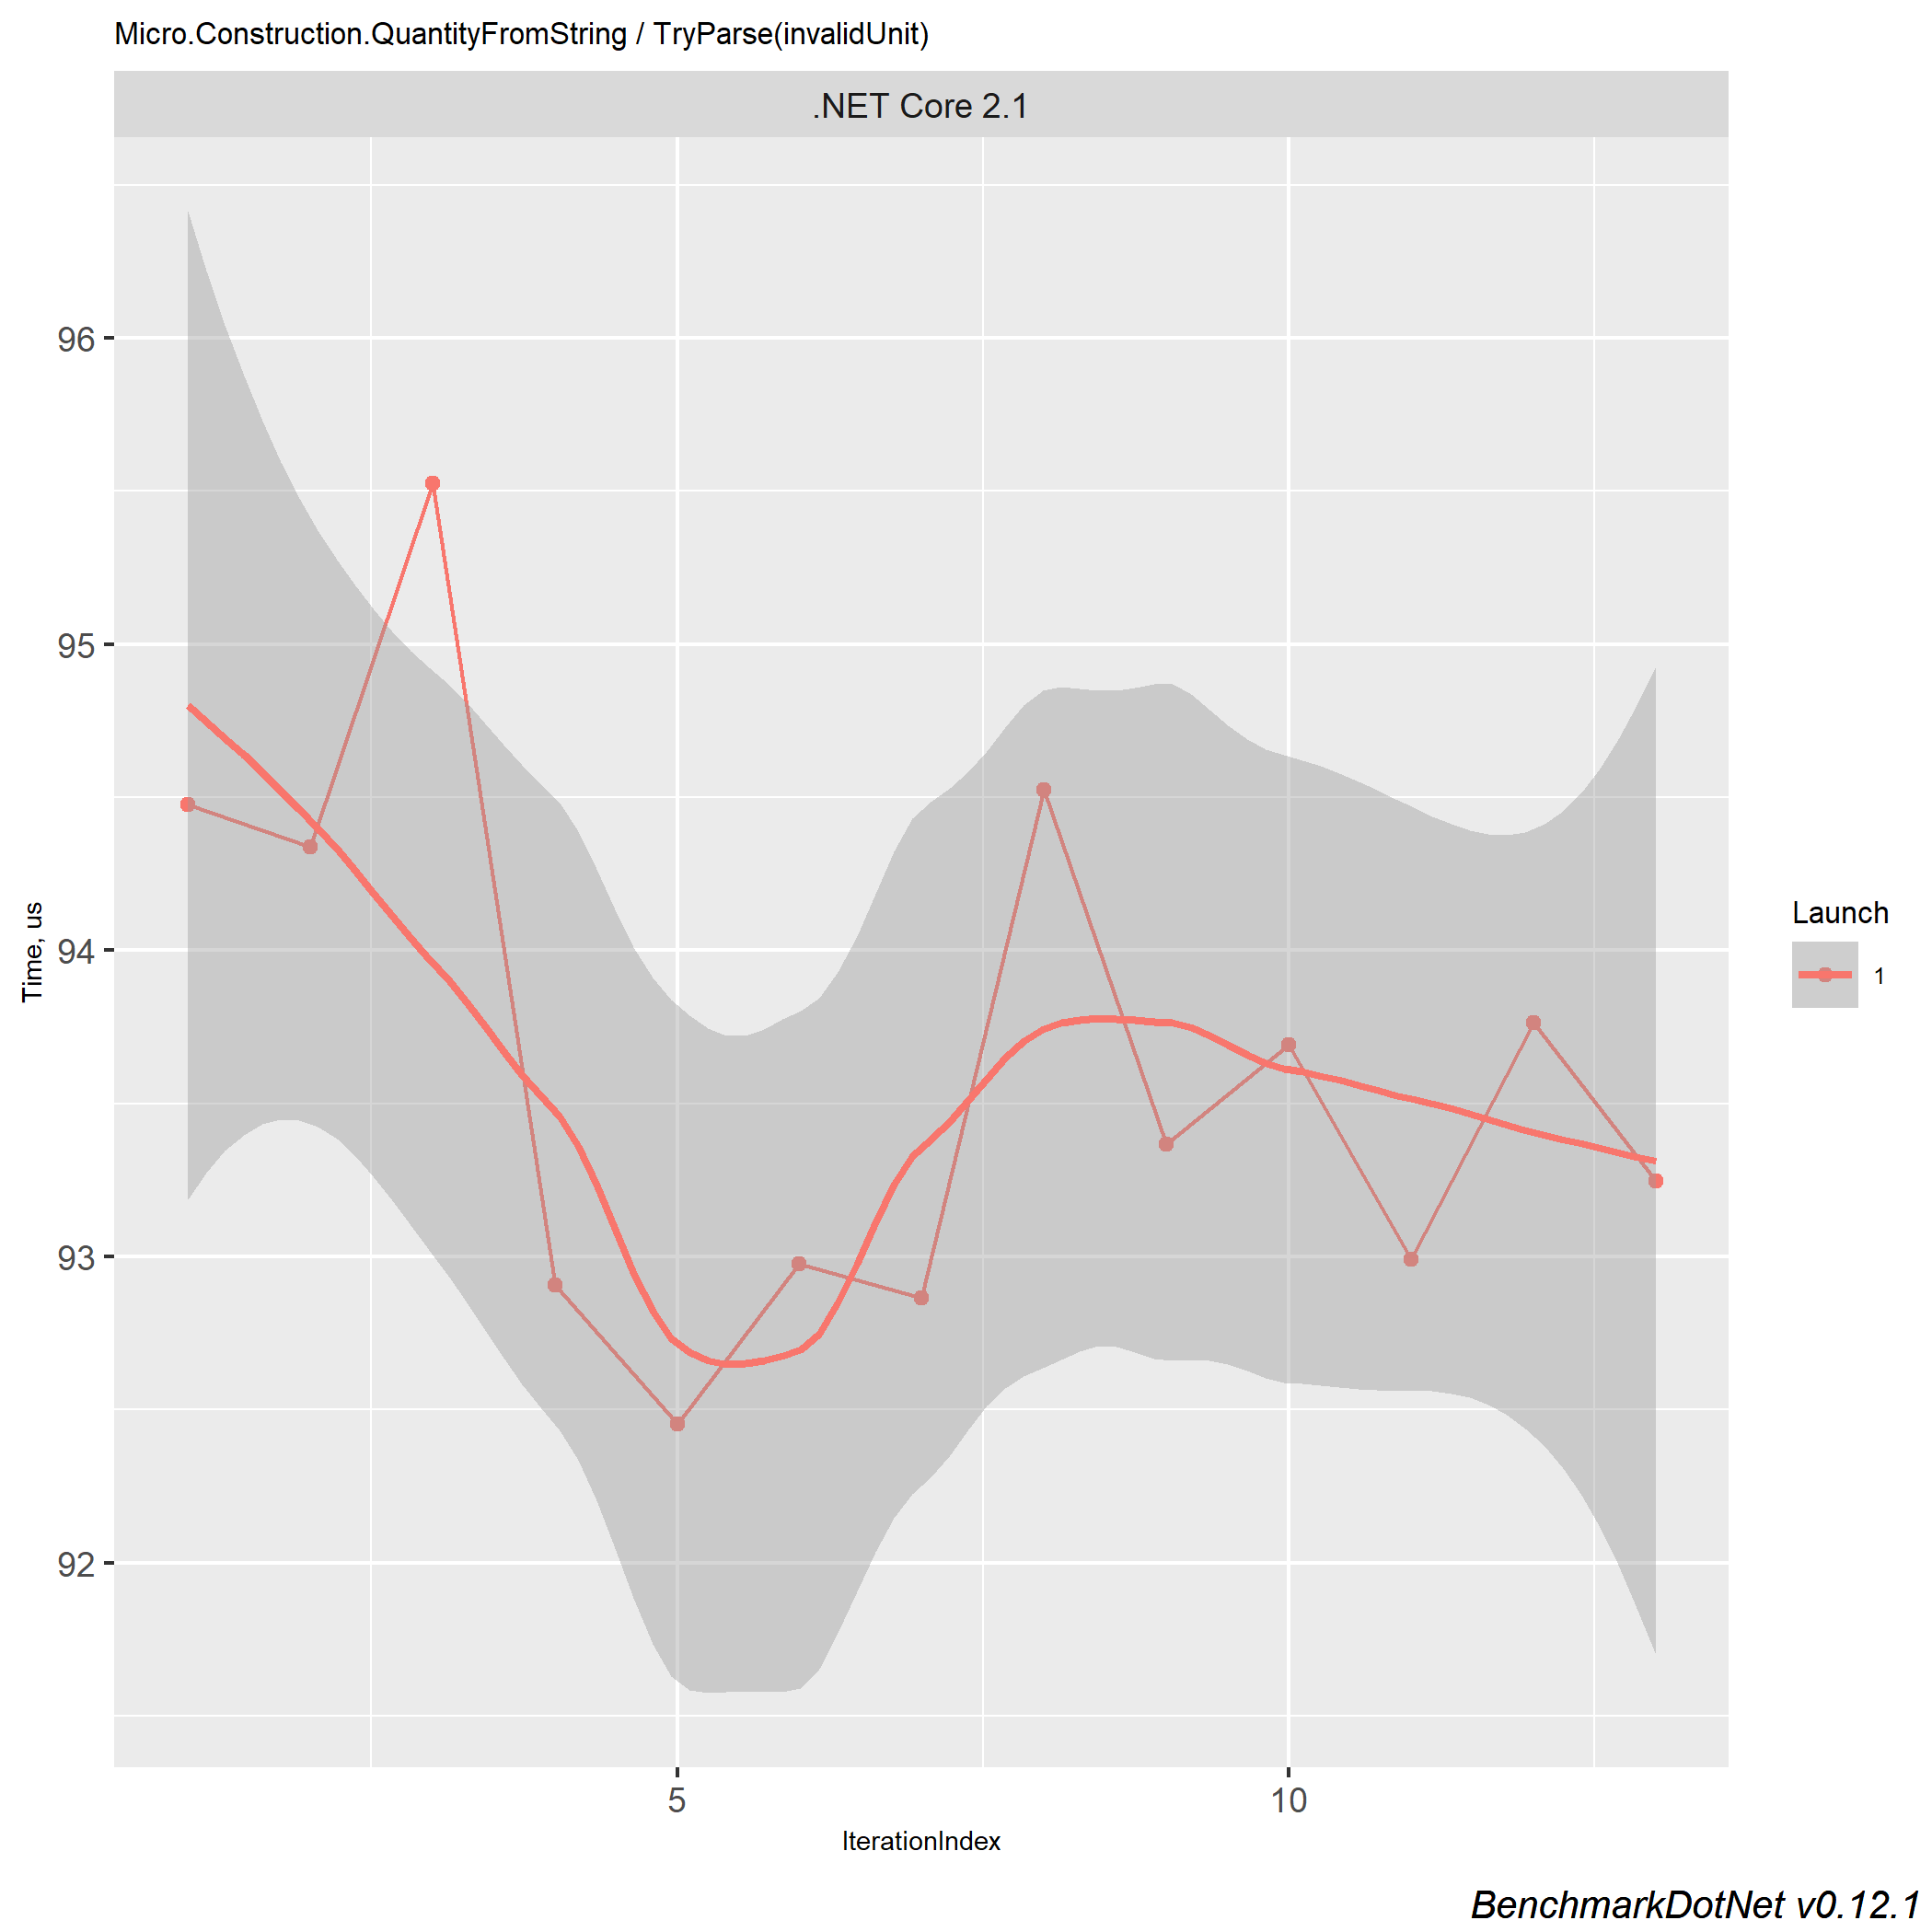 Micro.Construction.QuantityFromString / TryParse(invalidUnit)
.NET Core 2.1
96
95
94
93
92
Time, us
5
10
IterationIndex
Launch
1
BenchmarkDotNet v0.12.1